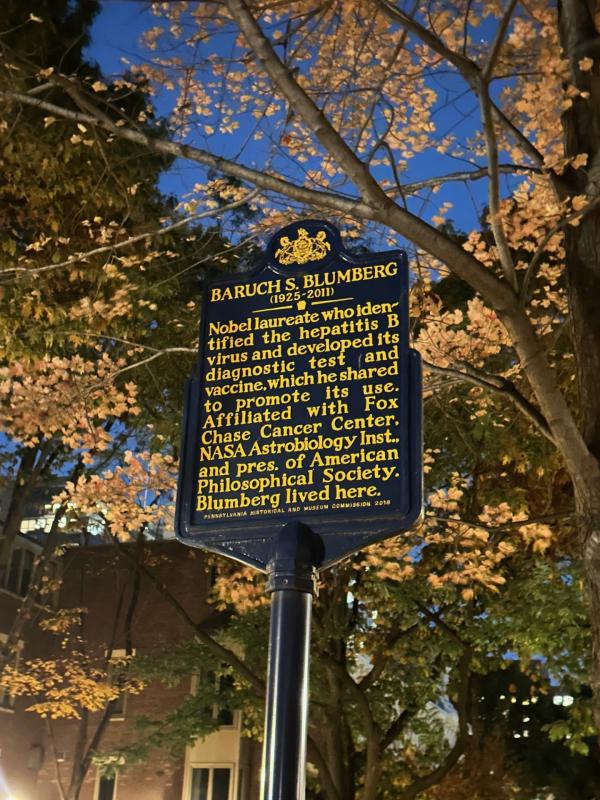 BARUCH S. BLUMBERG
(1925-2011)
Nobel laureate who iden-
tified the hepatitis B
virus and developed its
diagnostic test and
vaccine, which he shared
to promote its use.
Affiliated with Fox
Chase Cancer Center,
NASA Astrobiology Inst.,
and pres. of American
Philosophical Society.
Blumberg lived here.
PENNSYLVANIA HISTORICAL AND MUSEUM COMMISSION 2018